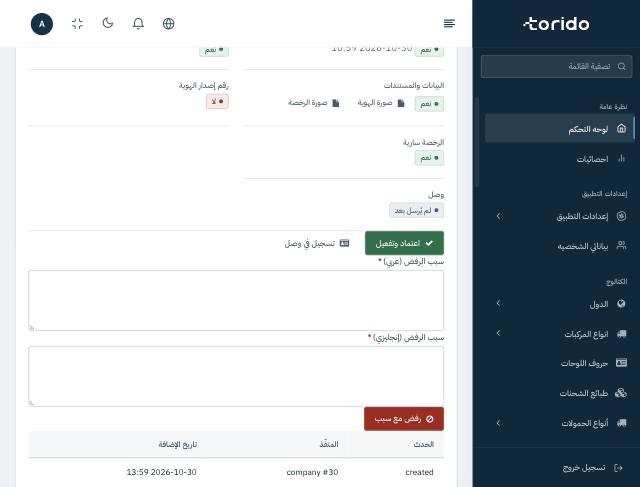 torido
تصفية القائمة
نظرة عامة
لوحه التحكم
احصائيات
إعدادات التطبيق
إعدادات التطبيق
بياناتي الشخصيه
الكتالوج
الدول
انواع المركبات
حروف اللوحات
طبائع الشحنات
أنواع الحمولات
تسجيل خروج
A
نعم 2026-10-30 10:59
نعم
البيانات والمستندات
نعم صورة الهوية صورة الرخصة
رقم إصدار الهوية
لا
الرخصة سارية
نعم
وصل
لم يُرسل بعد
اعتماد وتفعيل تسجيل في وصل
سبب الرفض (عربي) *
سبب الرفض (إنجليزي) *
رفض مع سبب
الحدث المنفّذ تاريخ الإضافة
created company #30 2026-10-30 13:59